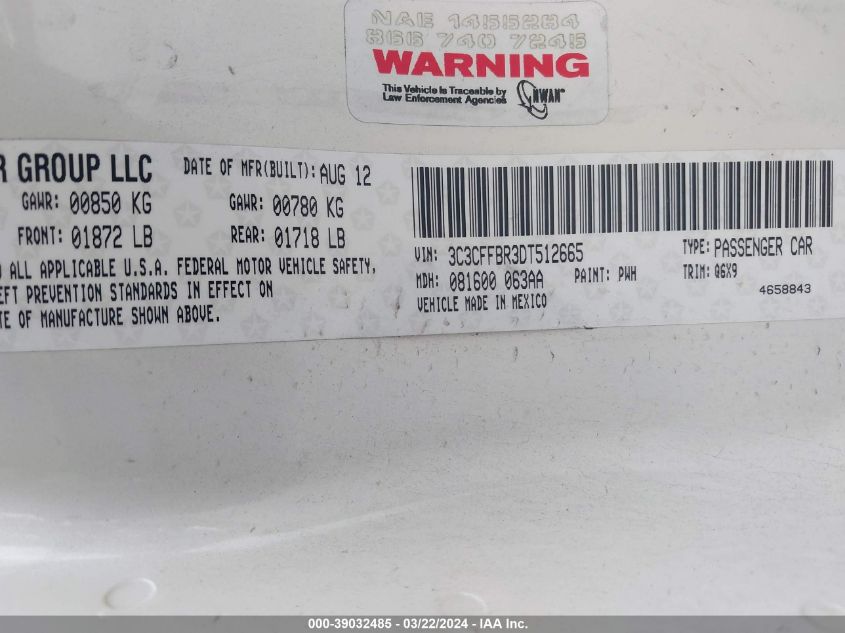 NAE 1455284
866 740 7245
WARNING
This Vehicle is Traceable by
Law Enforcement Agencies
NWAN
R GROUP LLC
DATE OF MFR(BUILT): AUG 12
GAWR: 00850 KG
GAWR: 00780 KG
FRONT: 01872 LB
REAR: 01718 LB
ALL APPLICABLE U.S.A. FEDERAL MOTOR VEHICLE SAFETY,
EFT PREVENTION STANDARDS IN EFFECT ON
TE OF MANUFACTURE SHOWN ABOVE.
VIN: 3C3CFFBR3DT512665
TYPE: PASSENGER CAR
MDH: 081600 063AA
PAINT: PWH
TRIM: Q6X9
VEHICLE MADE IN MEXICO
4658843
000-39032485 - 03/22/2024 - IAA Inc.